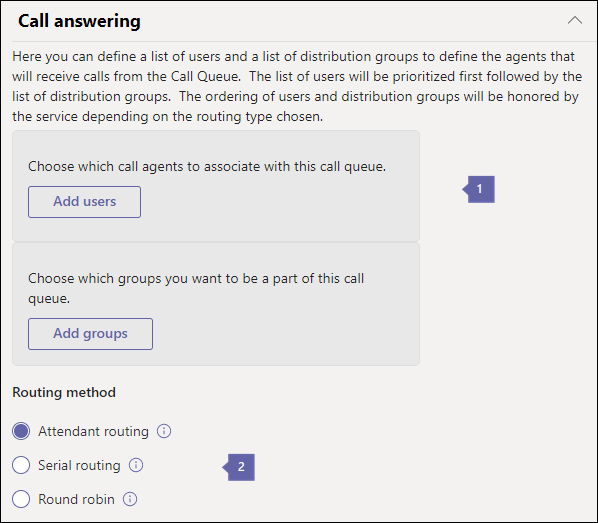 Call answering
Here you can define a list of users and a list of distribution groups to define the agents that
will receive calls from the Call Queue.  The list of users will be prioritized first followed by the
list of distribution groups.  The ordering of users and distribution groups will be honored by
the service depending on the routing type chosen.
Choose which call agents to associate with this call queue.
Add users
1
Choose which groups you want to be a part of this call
queue.
Add groups
Routing method
Attendant routing
Serial routing
2
Round robin